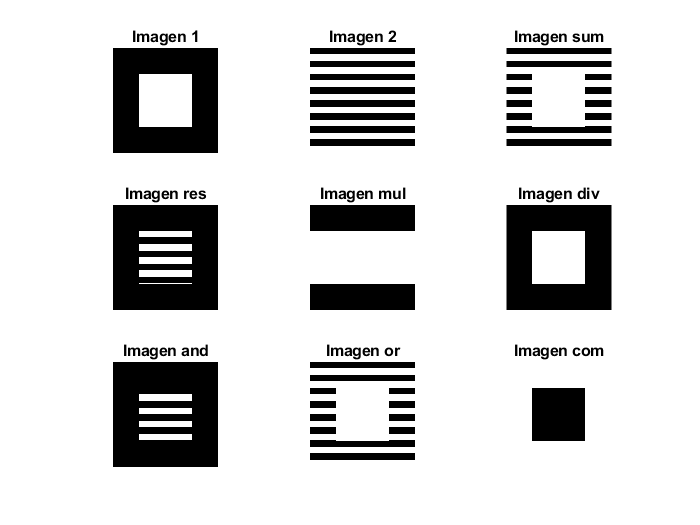 Imagen 1
Imagen 2
Imagen sum
Imagen res
Imagen mul
Imagen div
Imagen and
Imagen or
Imagen com